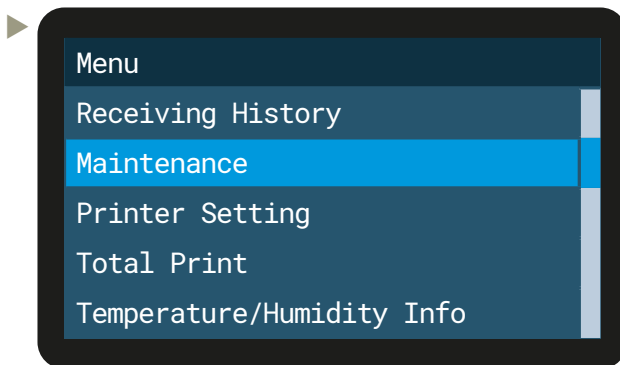 Menu
Receiving History
Maintenance
Printer Setting
Total Print
Temperature/Humidity Info